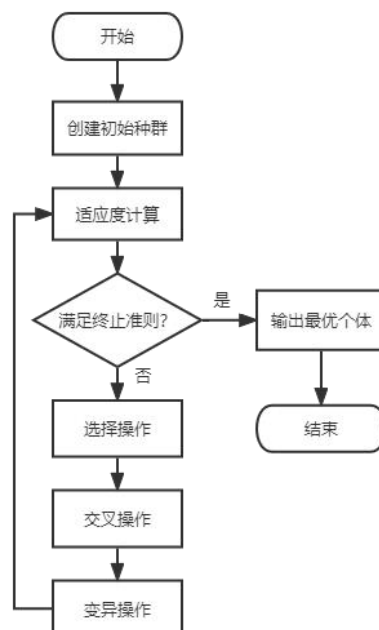 开始
创建初始种群
适应度计算
满足终止准则?
是
输出最优个体
否
选择操作
结束
交叉操作
变异操作